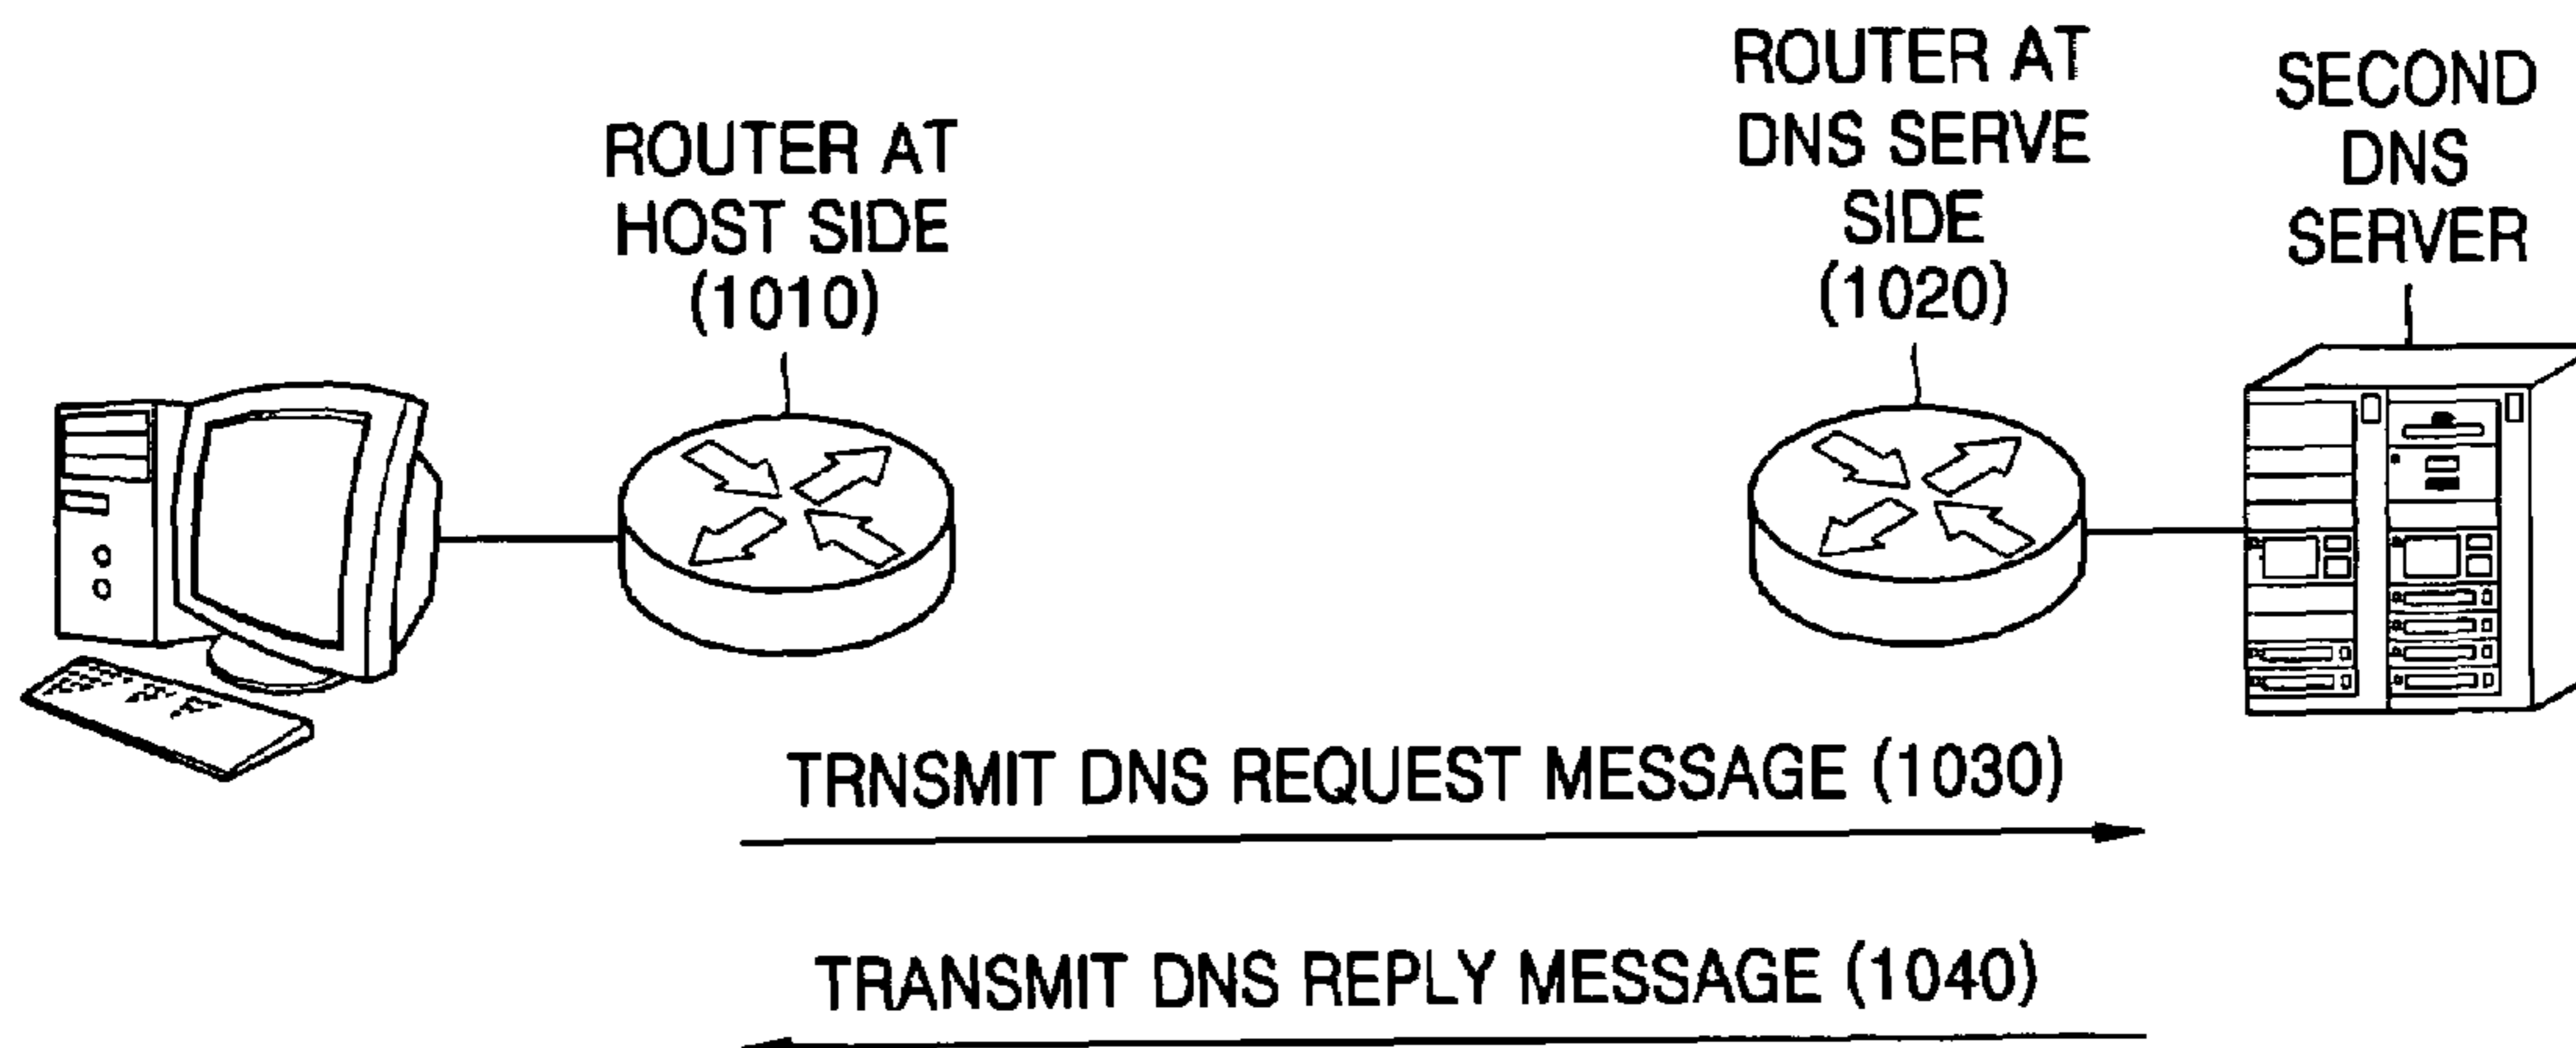 ROUTER AT
HOST SIDE
(1010)
ROUTER AT
DNS SERVE
SIDE
(1020)
SECOND
DNS
SERVER
TRNSMIT DNS REQUEST MESSAGE (1030)
TRANSMIT DNS REPLY MESSAGE (1040)